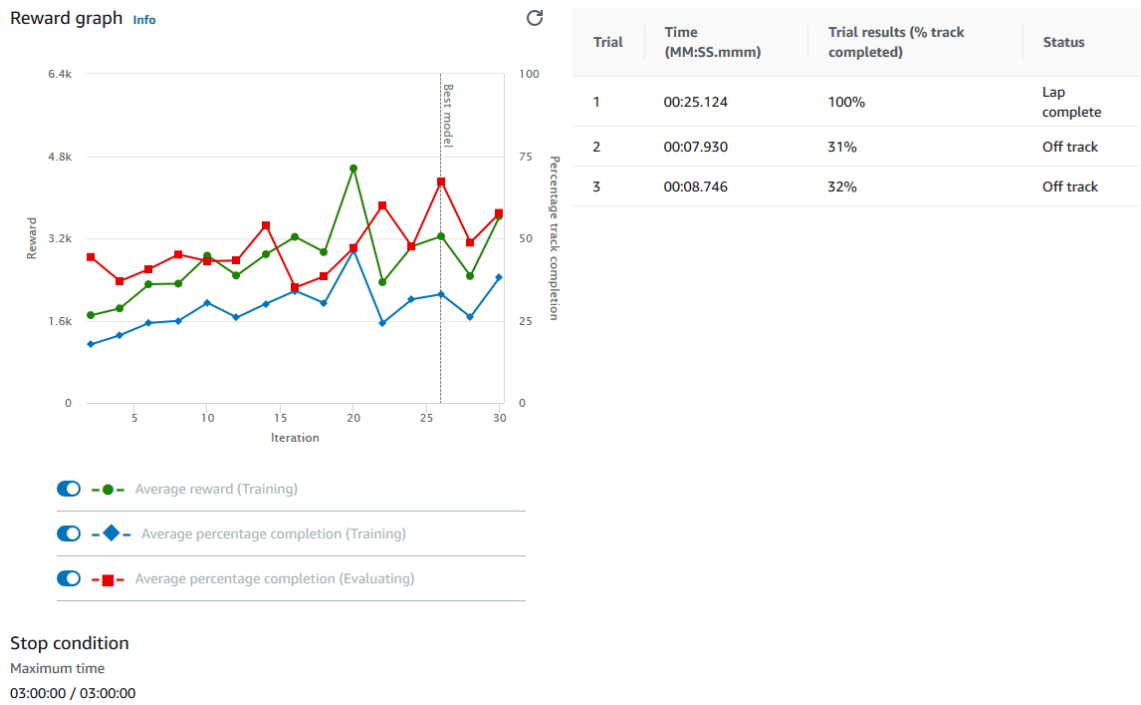 Reward graph Info
6.4k
4.8k
3.2k
1.6k
0
Reward
100
75
50
25
0
Percentage track completion
Best model
5 10 15 20 25 30
Iteration
Average reward (Training)
Average percentage completion (Training)
Average percentage completion (Evaluating)
Stop condition
Maximum time
03:00:00 / 03:00:00
Trial Time (MM:SS.mmm) Trial results (% track completed) Status
1 00:25.124 100% Lap complete
2 00:07.930 31% Off track
3 00:08.746 32% Off track